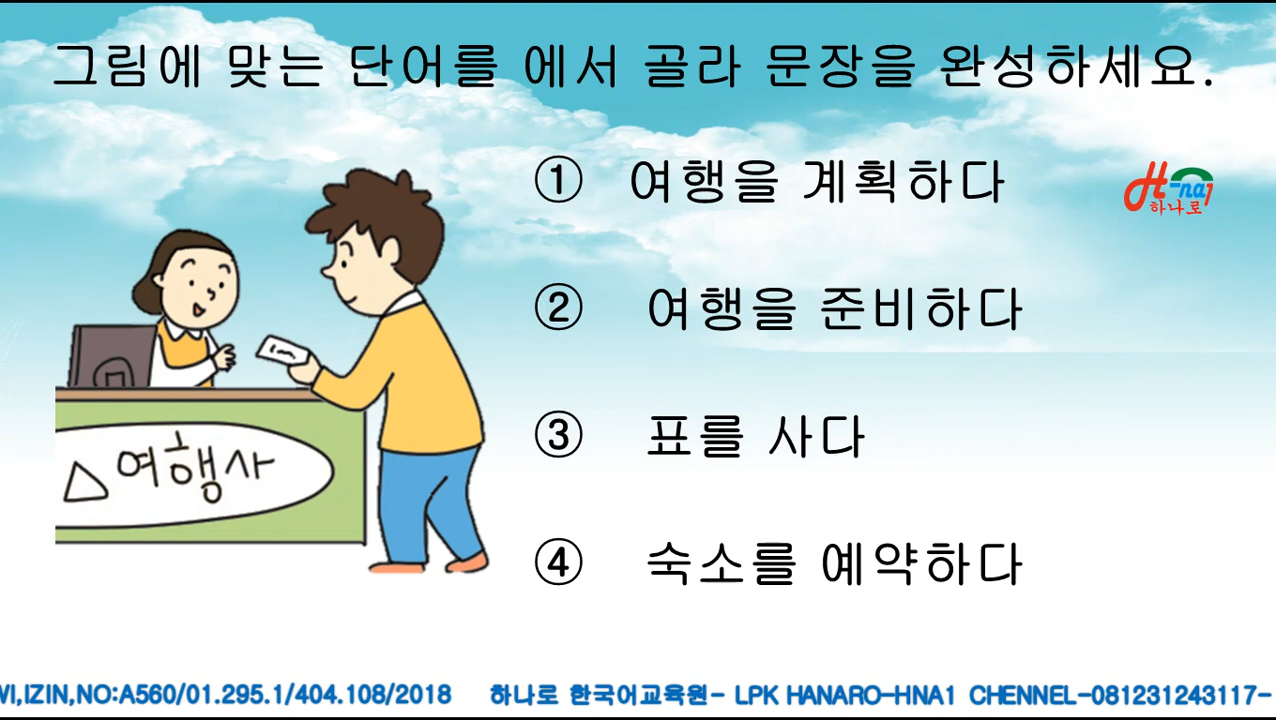 그림에 맞는 단어를 에서 골라 문장을 완성하세요.
① 여행을 계획하다
H-na1
하나로
② 여행을 준비하다
③ 표를 사다
△여행사
④ 숙소를 예약하다
WI,IZIN,NO:A560/01.295.1/404.108/2018 하나로 한국어교육원- LPK HANARO-HNA1 CHENNEL-081231243117-